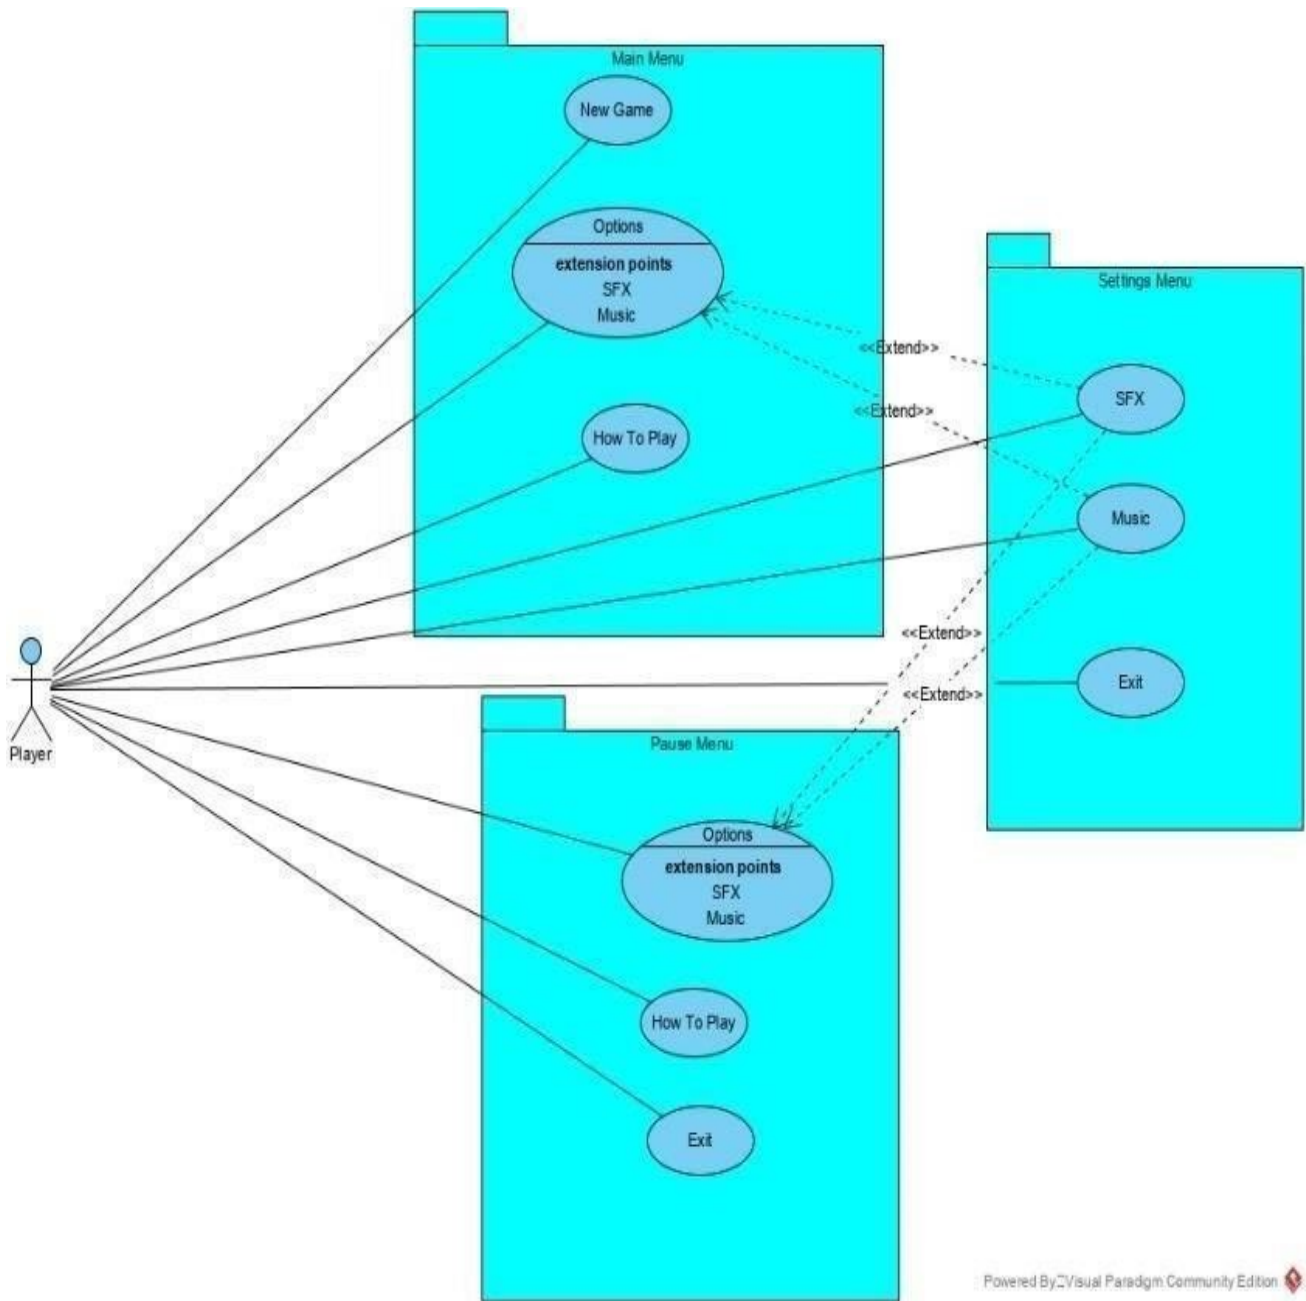 Main Menu
New Game
Options
extension points
SFX
Music
How To Play
Settings Menu
<<Extend>>
SFX
<<Extend>>
Music
<<Extend>>
<<Extend>>
Exit
Player
Pause Menu
Options
extension points
SFX
Music
How To Play
Exit
Powered By Visual Paradigm Community Edition